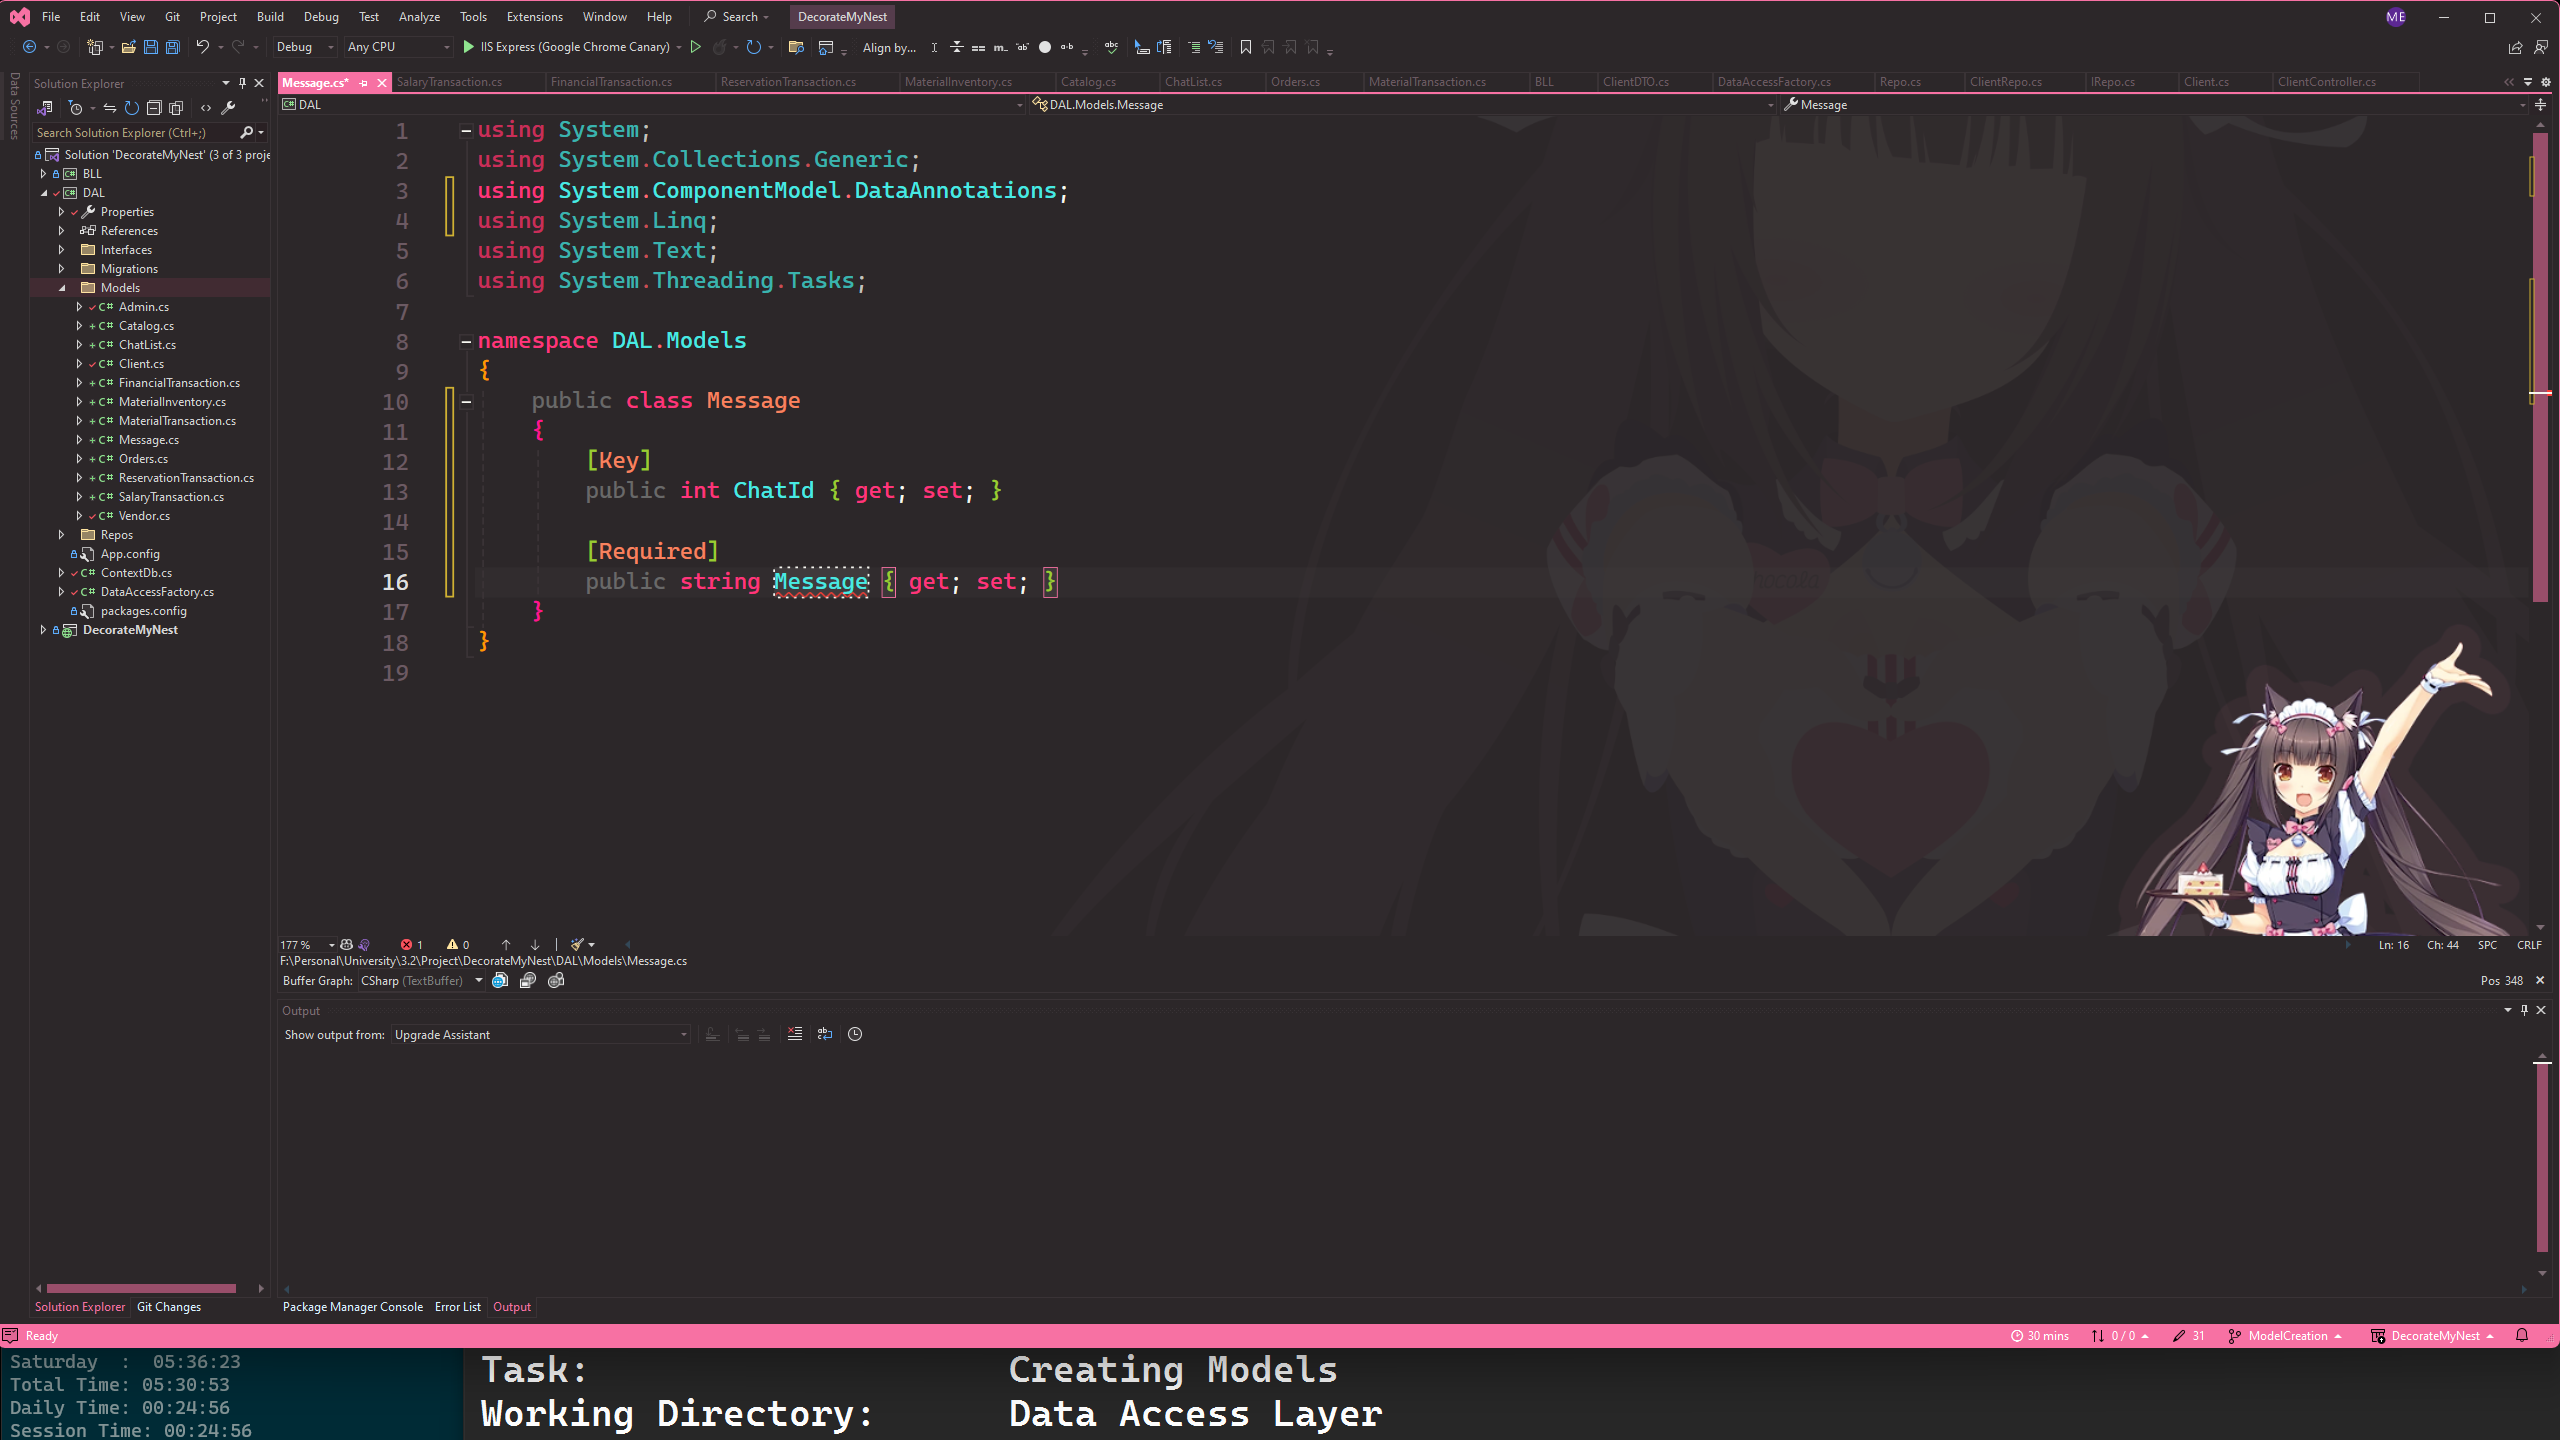 File Edit View Git Project Build Debug Test Analyze Tools Extensions Window Help Search DecorateMyNest ME
Debug Any CPU IIS Express (Google Chrome Canary) Align by...
Data Sources
Solution Explorer
Search Solution Explorer (Ctrl+;)
Solution 'DecorateMyNest' (3 of 3 proje
BLL
DAL
Properties
References
Interfaces
Migrations
Models
C# Admin.cs
C# Catalog.cs
C# ChatList.cs
C# Client.cs
C# FinancialTransaction.cs
C# MaterialInventory.cs
C# MaterialTransaction.cs
C# Message.cs
C# Orders.cs
C# ReservationTransaction.cs
C# SalaryTransaction.cs
C# Vendor.cs
Repos
App.config
C# ContextDb.cs
C# DataAccessFactory.cs
packages.config
DecorateMyNest
Solution Explorer Git Changes
Message.cs* SalaryTransaction.cs FinancialTransaction.cs ReservationTransaction.cs MaterialInventory.cs Catalog.cs ChatList.cs Orders.cs MaterialTransaction.cs BLL ClientDTO.cs DataAccessFactory.cs Repo.cs ClientRepo.cs IRepo.cs Client.cs ClientController.cs
DAL DAL.Models.Message Message
1 using System;
2 using System.Collections.Generic;
3 using System.ComponentModel.DataAnnotations;
4 using System.Linq;
5 using System.Text;
6 using System.Threading.Tasks;
7
8 namespace DAL.Models
9 {
10 public class Message
11 {
12 [Key]
13 public int ChatId { get; set; }
14
15 [Required]
16 public string Message { get; set; }
17 }
18 }
19
177 % 1 0 Ln: 16 Ch: 44 SPC CRLF
F:\Personal\University\3.2\Project\DecorateMyNest\DAL\Models\Message.cs
Buffer Graph: CSharp (TextBuffer) Pos 348
Output
Show output from: Upgrade Assistant
Package Manager Console Error List Output
Ready 30 mins 0 / 0 31 ModelCreation DecorateMyNest
Saturday : 05:36:23
Total Time: 05:30:53
Daily Time: 00:24:56
Session Time: 00:24:56
Task: Creating Models
Working Directory: Data Access Layer